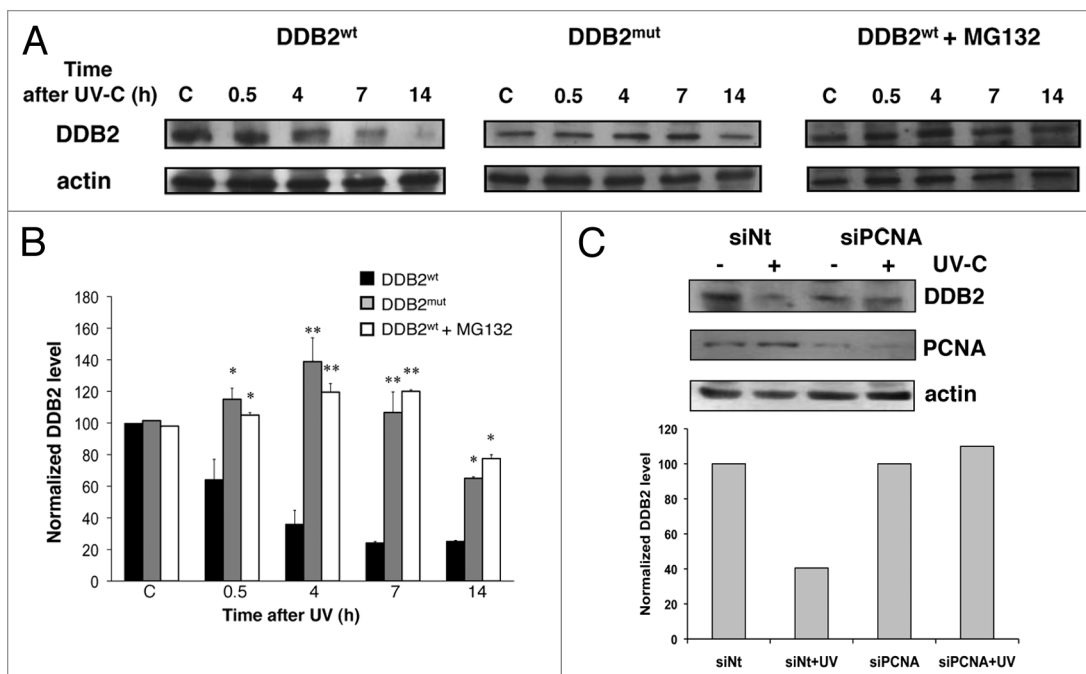 A
DDB2wt DDB2mut DDB2wt + MG132
Time
after UV-C (h) C 0.5 4 7 14 C 0.5 4 7 14 C 0.5 4 7 14
DDB2
actin
B
DDB2wt
DDB2mut
DDB2wt + MG132
Normalized DDB2 level
180
160
140
120
100
80
60
40
20
0
* * ** ** ** ** * *
C 0.5 4 7 14
Time after UV (h)
C
siNt siPCNA
- + - + UV-C
DDB2
PCNA
actin
Normalized DDB2 level
120
100
80
60
40
20
0
siNt siNt+UV siPCNA siPCNA+UV